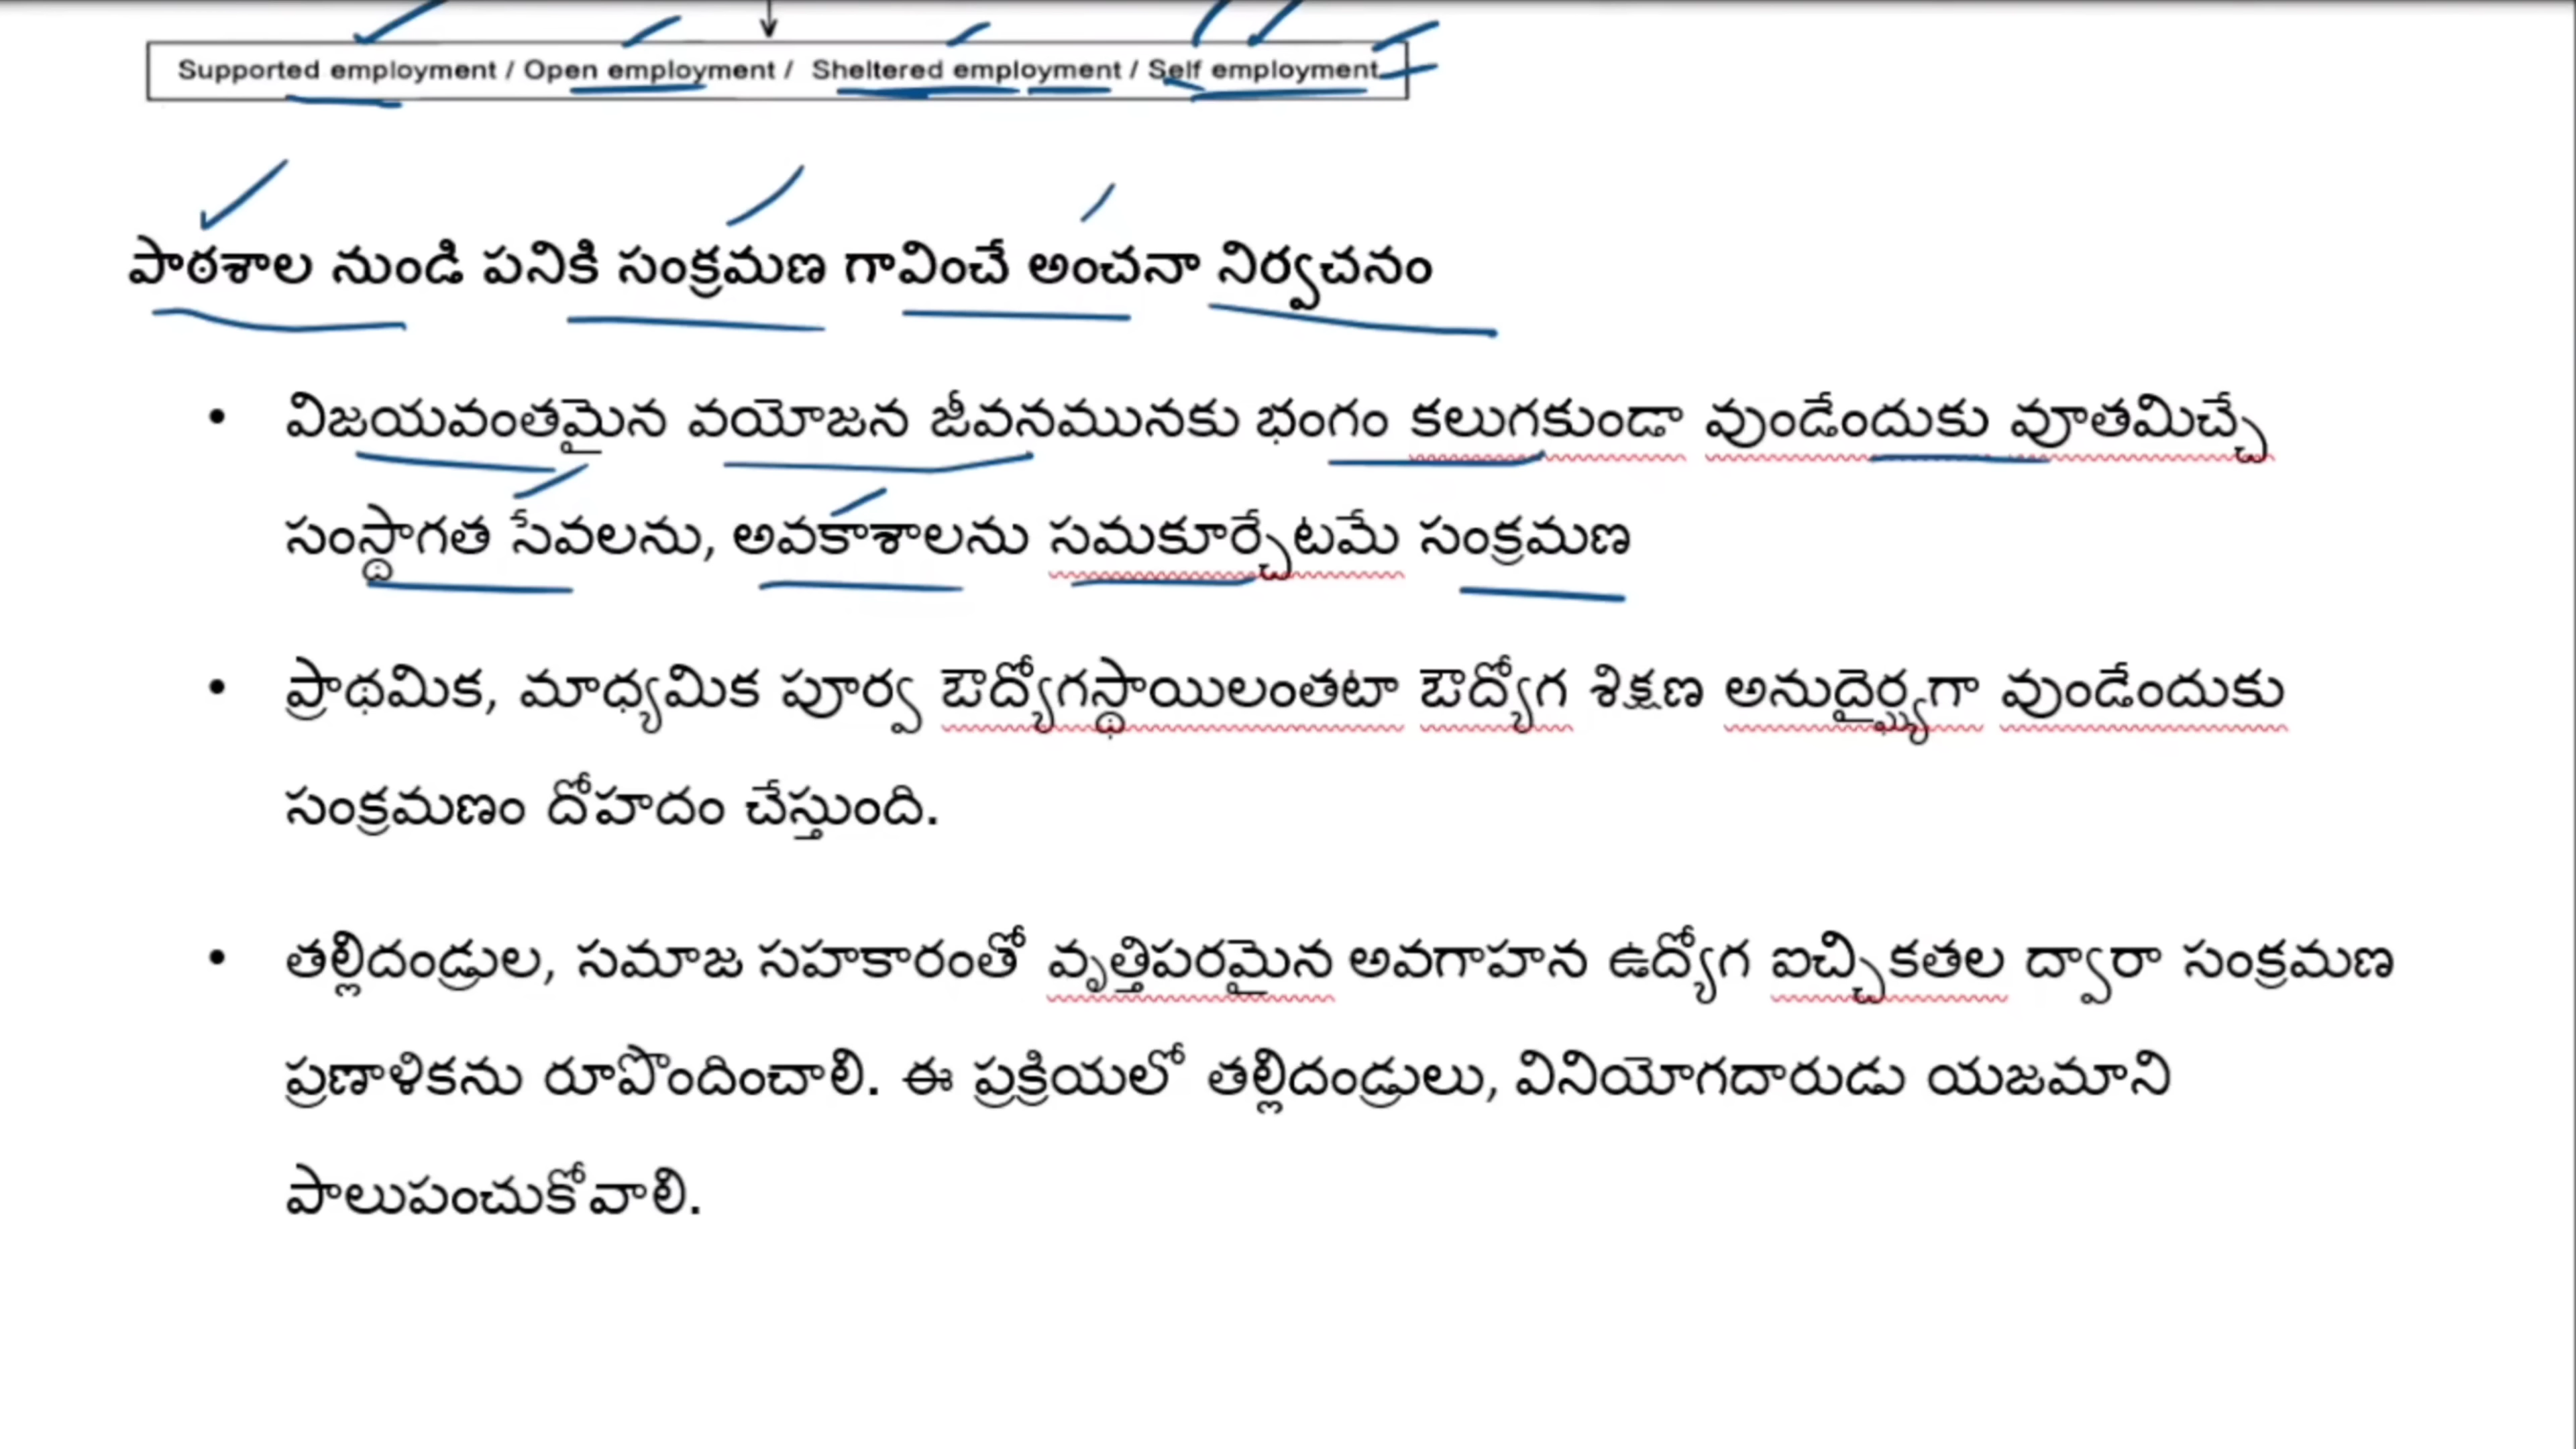 Supported employment / Open employment / Sheltered employment / Self employment
పాఠశాల నుండి పనికి సంక్రమణ గావించే అంచనా నిర్వచనం
• విజయవంతమైన వయోజన జీవనమునకు భంగం కలుగకుండా వుండేందుకు వూతమిచ్చే
సంస్థాగత సేవలను, అవకాశాలను సమకూర్చేటమే సంక్రమణ
• ప్రాథమిక, మాధ్యమిక పూర్వ ఔద్యోగస్థాయిలంతటా ఔద్యోగ శిక్షణ అనుదైర్ఘ్యగా వుండేందుకు
సంక్రమణం దోహదం చేస్తుంది.
• తల్లిదండ్రుల, సమాజ సహకారంతో వృత్తిపరమైన అవగాహన ఉద్యోగ ఐచ్చికతల ద్వారా సంక్రమణ
ప్రణాళికను రూపొందించాలి. ఈ ప్రక్రియలో తల్లిదండ్రులు, వినియోగదారుడు యజమాని
పాలుపంచుకోవాలి.